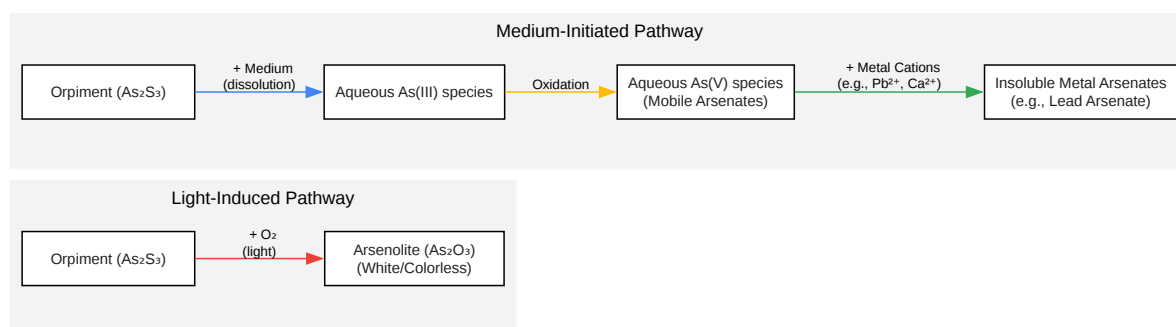 Medium-Initiated Pathway
Orpiment (As₂S₃)
+ Medium
(dissolution)
Aqueous As(III) species
Oxidation
Aqueous As(V) species
(Mobile Arsenates)
+ Metal Cations
(e.g., Pb²⁺, Ca²⁺)
Insoluble Metal Arsenates
(e.g., Lead Arsenate)
Light-Induced Pathway
Orpiment (As₂S₃)
+ O₂
(light)
Arsenolite (As₂O₃)
(White/Colorless)